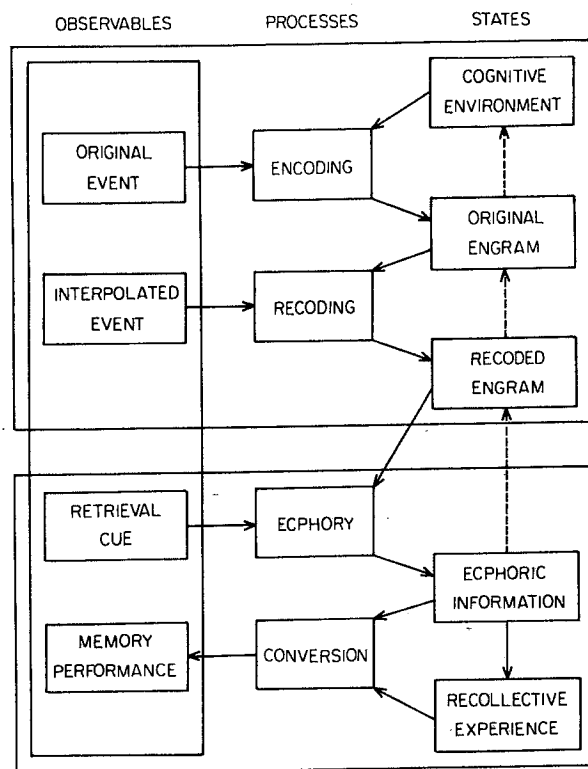 OBSERVABLES PROCESSES STATES
COGNITIVE
ENVIRONMENT
ORIGINAL
EVENT
ENCODING
ORIGINAL
ENGRAM
INTERPOLATED
EVENT
RECODING
RECODED
ENGRAM
RETRIEVAL
CUE
ECPHORY
ECPHORIC
INFORMATION
MEMORY
PERFORMANCE
CONVERSION
RECOLLECTIVE
EXPERIENCE